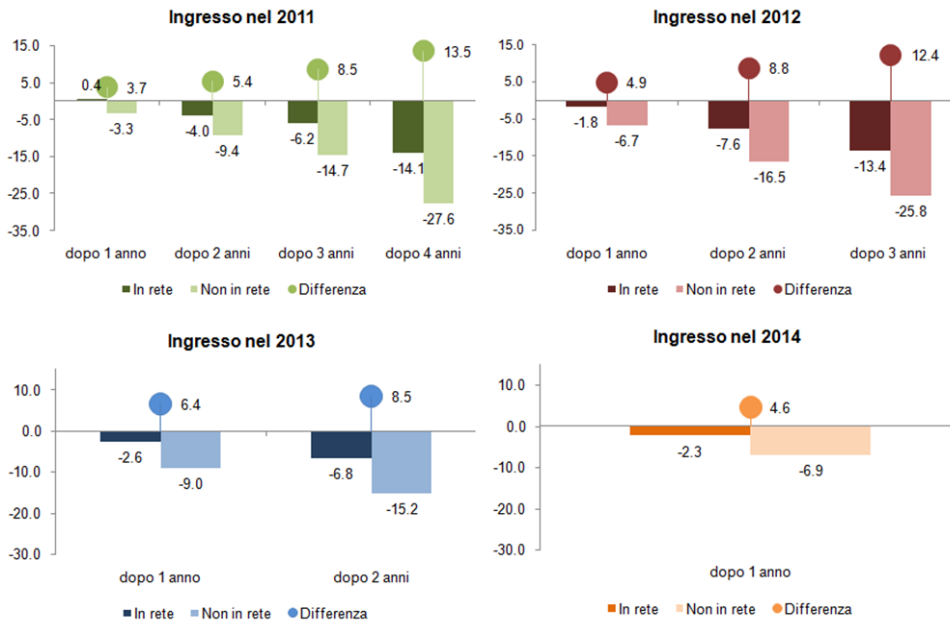 Ingresso nel 2011
15.0
5.0
-5.0
-15.0
-25.0
-35.0
0.4
3.7
-3.3
5.4
-4.0
-9.4
8.5
-6.2
-14.7
13.5
-14.1
-27.6
dopo 1 anno
dopo 2 anni
dopo 3 anni
dopo 4 anni
In rete
Non in rete
Differenza
Ingresso nel 2012
15.0
5.0
-5.0
-15.0
-25.0
-35.0
4.9
-1.8
-6.7
8.8
-7.6
-16.5
12.4
-13.4
-25.8
dopo 1 anno
dopo 2 anni
dopo 3 anni
In rete
Non in rete
Differenza
Ingresso nel 2013
10.0
0.0
-10.0
-20.0
-30.0
6.4
-2.6
-9.0
8.5
-6.8
-15.2
dopo 1 anno
dopo 2 anni
In rete
Non in rete
Differenza
Ingresso nel 2014
10.0
0.0
-10.0
-20.0
-30.0
4.6
-2.3
-6.9
dopo 1 anno
In rete
Non in rete
Differenza